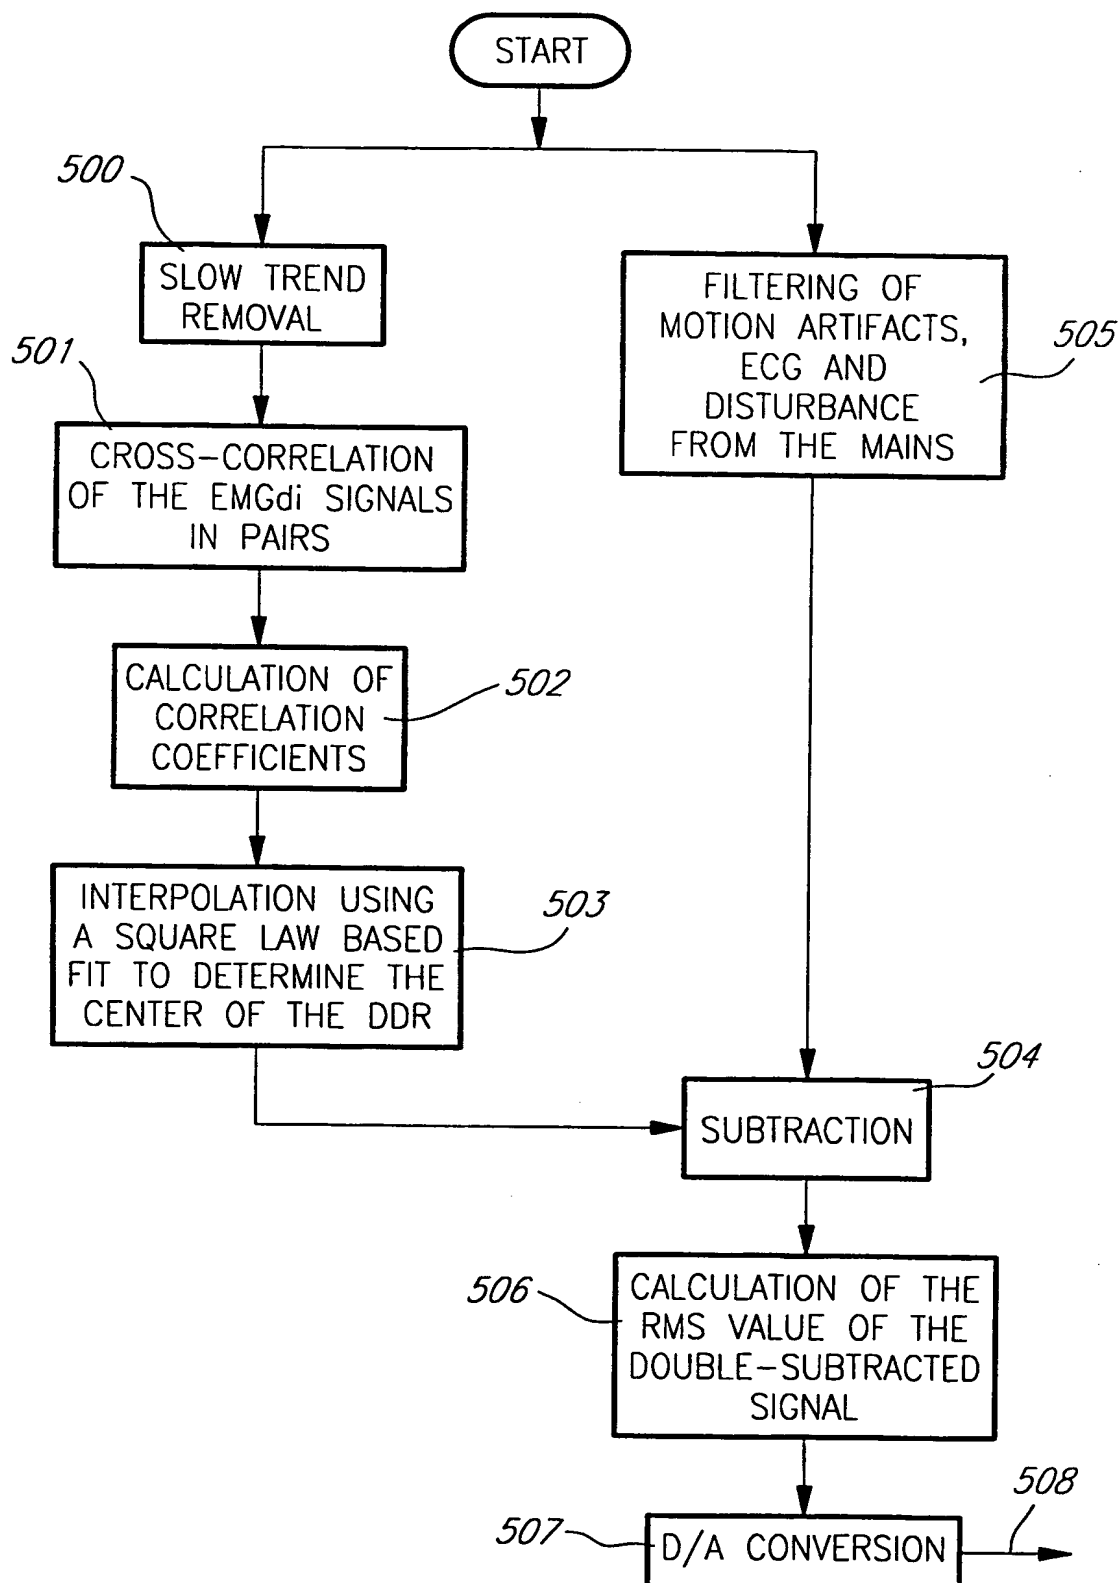 START
500
SLOW TREND
REMOVAL
501
CROSS-CORRELATION
OF THE EMGdi SIGNALS
IN PAIRS
CALCULATION OF
CORRELATION
COEFFICIENTS
502
INTERPOLATION USING
A SQUARE LAW BASED
FIT TO DETERMINE THE
CENTER OF THE DDR
503
FILTERING OF
MOTION ARTIFACTS,
ECG AND
DISTURBANCE
FROM THE MAINS
505
504
SUBTRACTION
506
CALCULATION OF THE
RMS VALUE OF THE
DOUBLE-SUBTRACTED
SIGNAL
507
D/A CONVERSION
508